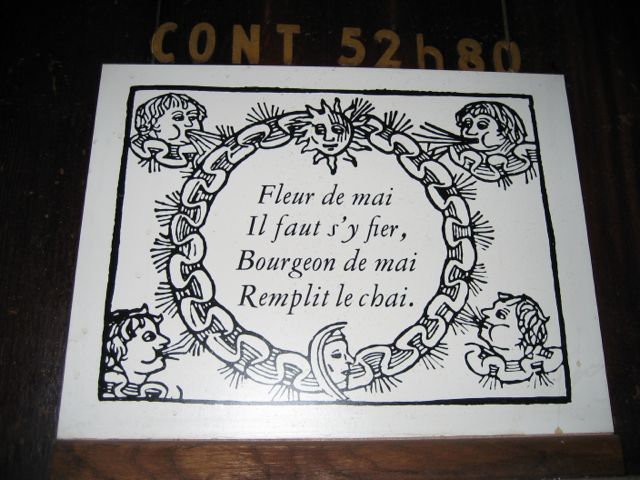 CONT 52h80
Fleur de mai
Il faut s'y fier,
Bourgeon de mai
Remplit le chai.